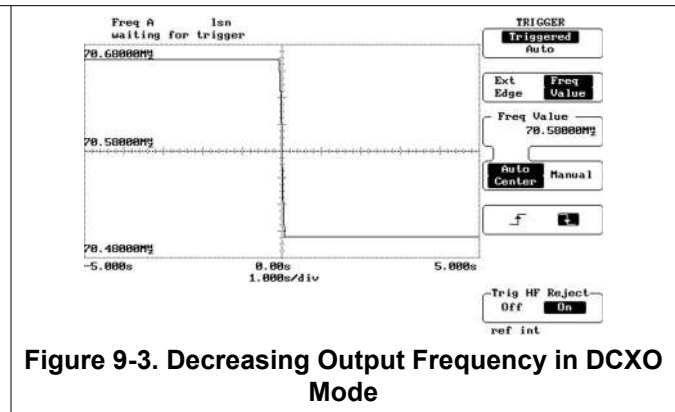 Freq A 1sn
waiting for trigger
70.68000MHz
70.58000MHz
70.48000MHz
-5.000s 0.00s 5.000s
1.000s/div
TRIGGER
Triggered
Auto
Ext Edge
Freq Value
Freq Value
70.58000MHz
Auto Center
Manual
Trig HF Reject
Off On
ref int
Figure 9-3. Decreasing Output Frequency in DCXO
Mode